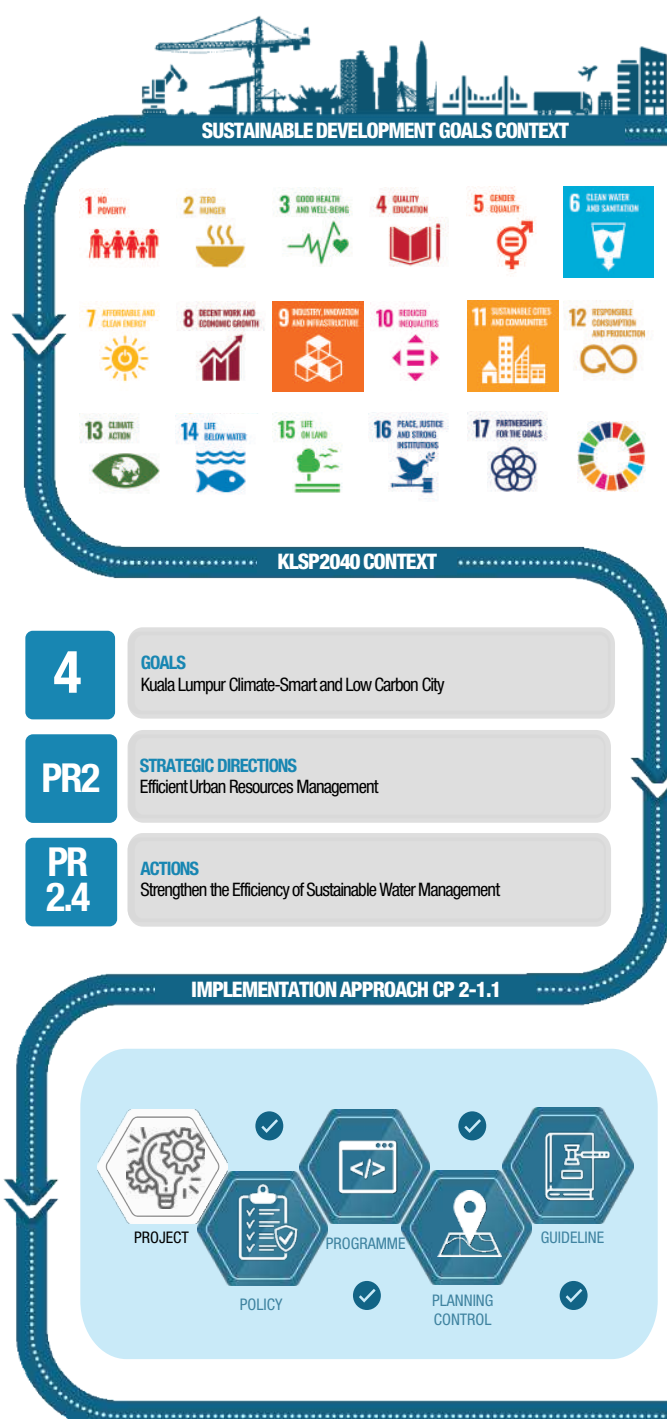 SUSTAINABLE DEVELOPMENT GOALS CONTEXT
1 NO
POVERTY
2 ZERO
HUNGER
3 GOOD HEALTH
AND WELL-BEING
4 QUALITY
EDUCATION
5 GENDER
EQUALITY
6 CLEAN WATER
AND SANITATION
7 AFFORDABLE AND
CLEAN ENERGY
8 DECENT WORK AND
ECONOMIC GROWTH
9 INDUSTRY, INNOVATION
AND INFRASTRUCTURE
10 REDUCED
INEQUALITIES
11 SUSTAINABLE CITIES
AND COMMUNITIES
12 RESPONSIBLE
CONSUMPTION
AND PRODUCTION
13 CLIMATE
ACTION
14 LIFE
BELOW WATER
15 LIFE
ON LAND
16 PEACE, JUSTICE
AND STRONG
INSTITUTIONS
17 PARTNERSHIPS
FOR THE GOALS
KLSP2040 CONTEXT
4
GOALS
Kuala Lumpur Climate-Smart and Low Carbon City
PR2
STRATEGIC DIRECTIONS
Efficient Urban Resources Management
PR
2.4
ACTIONS
Strengthen the Efficiency of Sustainable Water Management
IMPLEMENTATION APPROACH CP 2-1.1
</>
PROJECT
POLICY
PROGRAMME
PLANNING
CONTROL
GUIDELINE